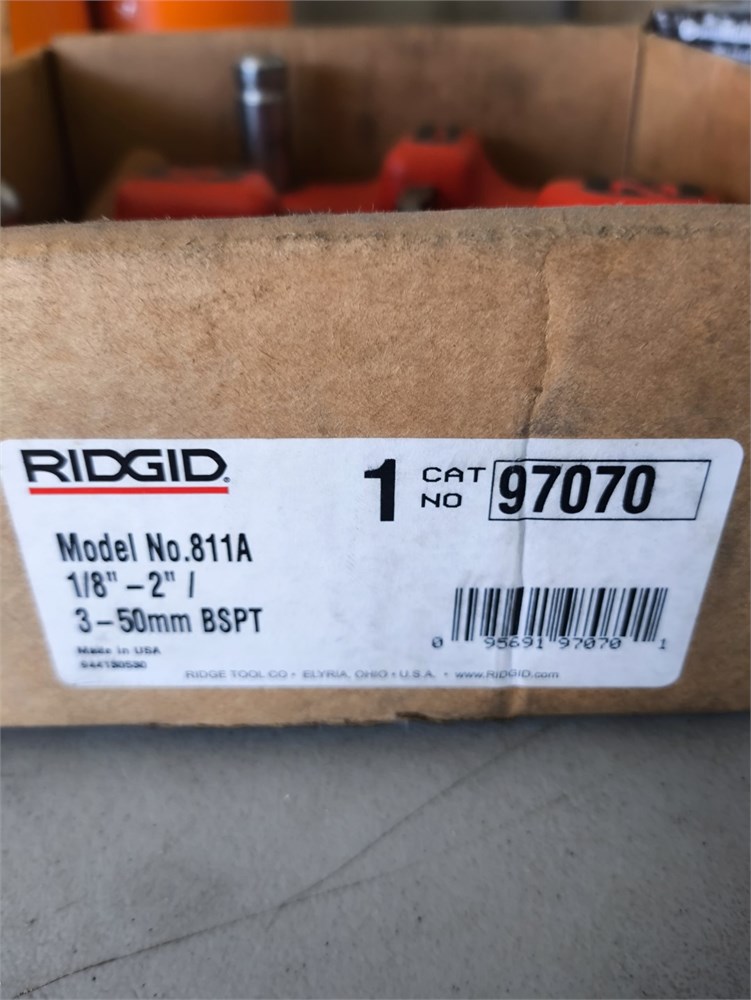 RIDGID
1 CAT NO 97070
Model No.811A
1/8" – 2" /
3 – 50mm BSPT
Made in USA
0 95691 97070 1
RIDGE TOOL CO • ELYRIA, OHIO • U.S.A. • www.RIDGID.com